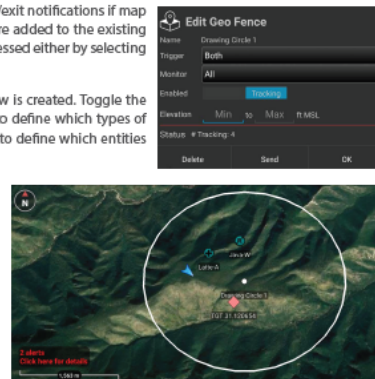 /exit notifications if map
re added to the existing
essed either by selecting
w is created. Toggle the
o define which types of
to define which entities
Edit Geo Fence
Name Drawing Circle 1
Trigger Both
Monitor All
Enabled Tracking
Elevation Min to Max ft MSL
Status # Tracking: 4
Delete Send OK
N
Java-W
Latte-A
Drawing Circle 1
TGT 31.120654
2 alerts
Click here for details